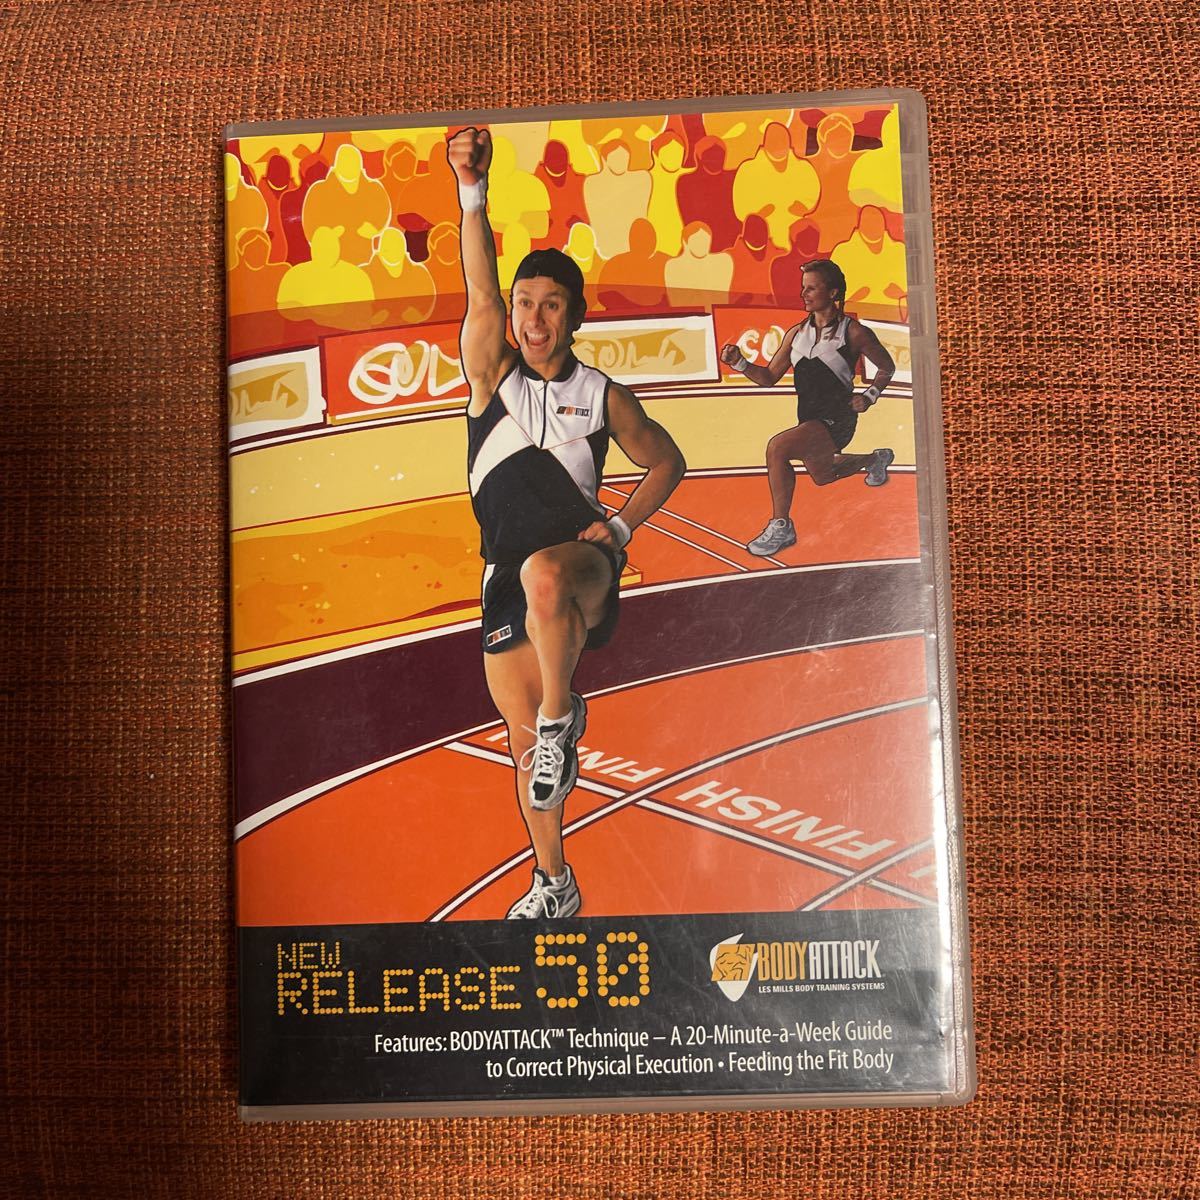 BODYATTACK
FINISH
FINISH
NEW
RELEASE 50
BODYATTACK
LES MILLS BODY TRAINING SYSTEMS
Features: BODYATTACK™ Technique – A 20-Minute-a-Week Guide
to Correct Physical Execution • Feeding the Fit Body